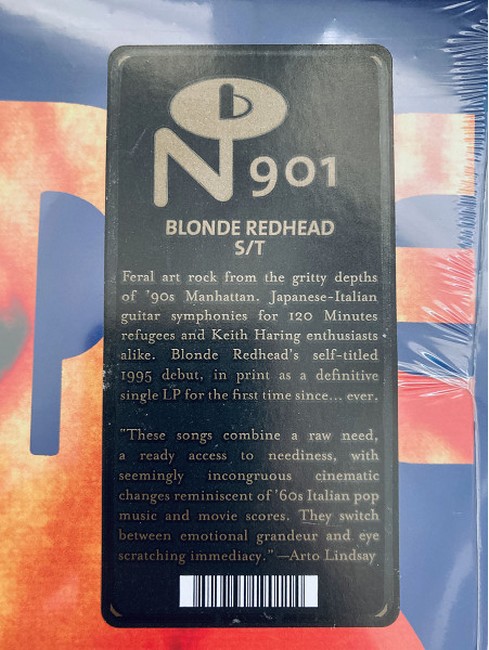 N 901
BLONDE REDHEAD
S/T
Feral art rock from the gritty depths
of '90s Manhattan. Japanese-Italian
guitar symphonies for 120 Minutes
refugees and Keith Haring enthusiasts
alike. Blonde Redhead's self-titled
1995 debut, in print as a definitive
single LP for the first time since... ever.
"These songs combine a raw need,
a ready access to neediness, with
seemingly incongruous cinematic
changes reminiscent of '60s Italian pop
music and movie scores. They switch
between emotional grandeur and eye
scratching immediacy." —Arto Lindsay